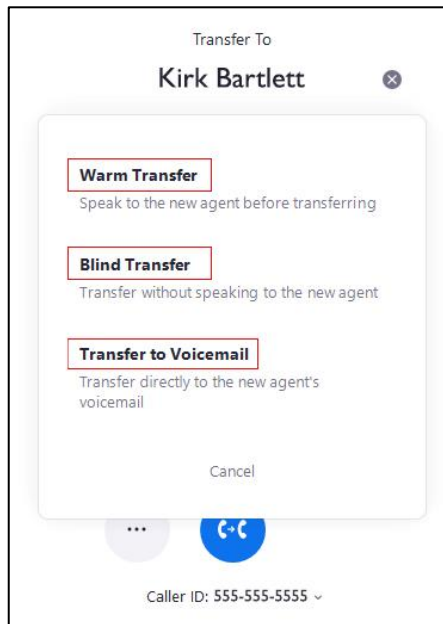 Transfer To
Kirk Bartlett
Warm Transfer
Speak to the new agent before transferring
Blind Transfer
Transfer without speaking to the new agent
Transfer to Voicemail
Transfer directly to the new agent's
voicemail
Cancel
Caller ID: 555-555-5555